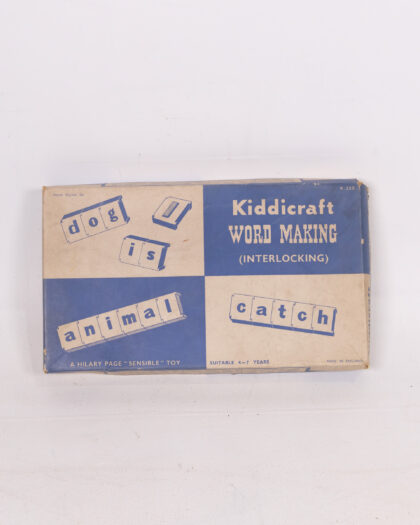 dog
is
Kiddicraft
WORD MAKING
(INTERLOCKING)
animal
catch
A HILARY PAGE "SENSIBLE" TOY
SUITABLE 4–7 YEARS
MADE IN ENGLAND